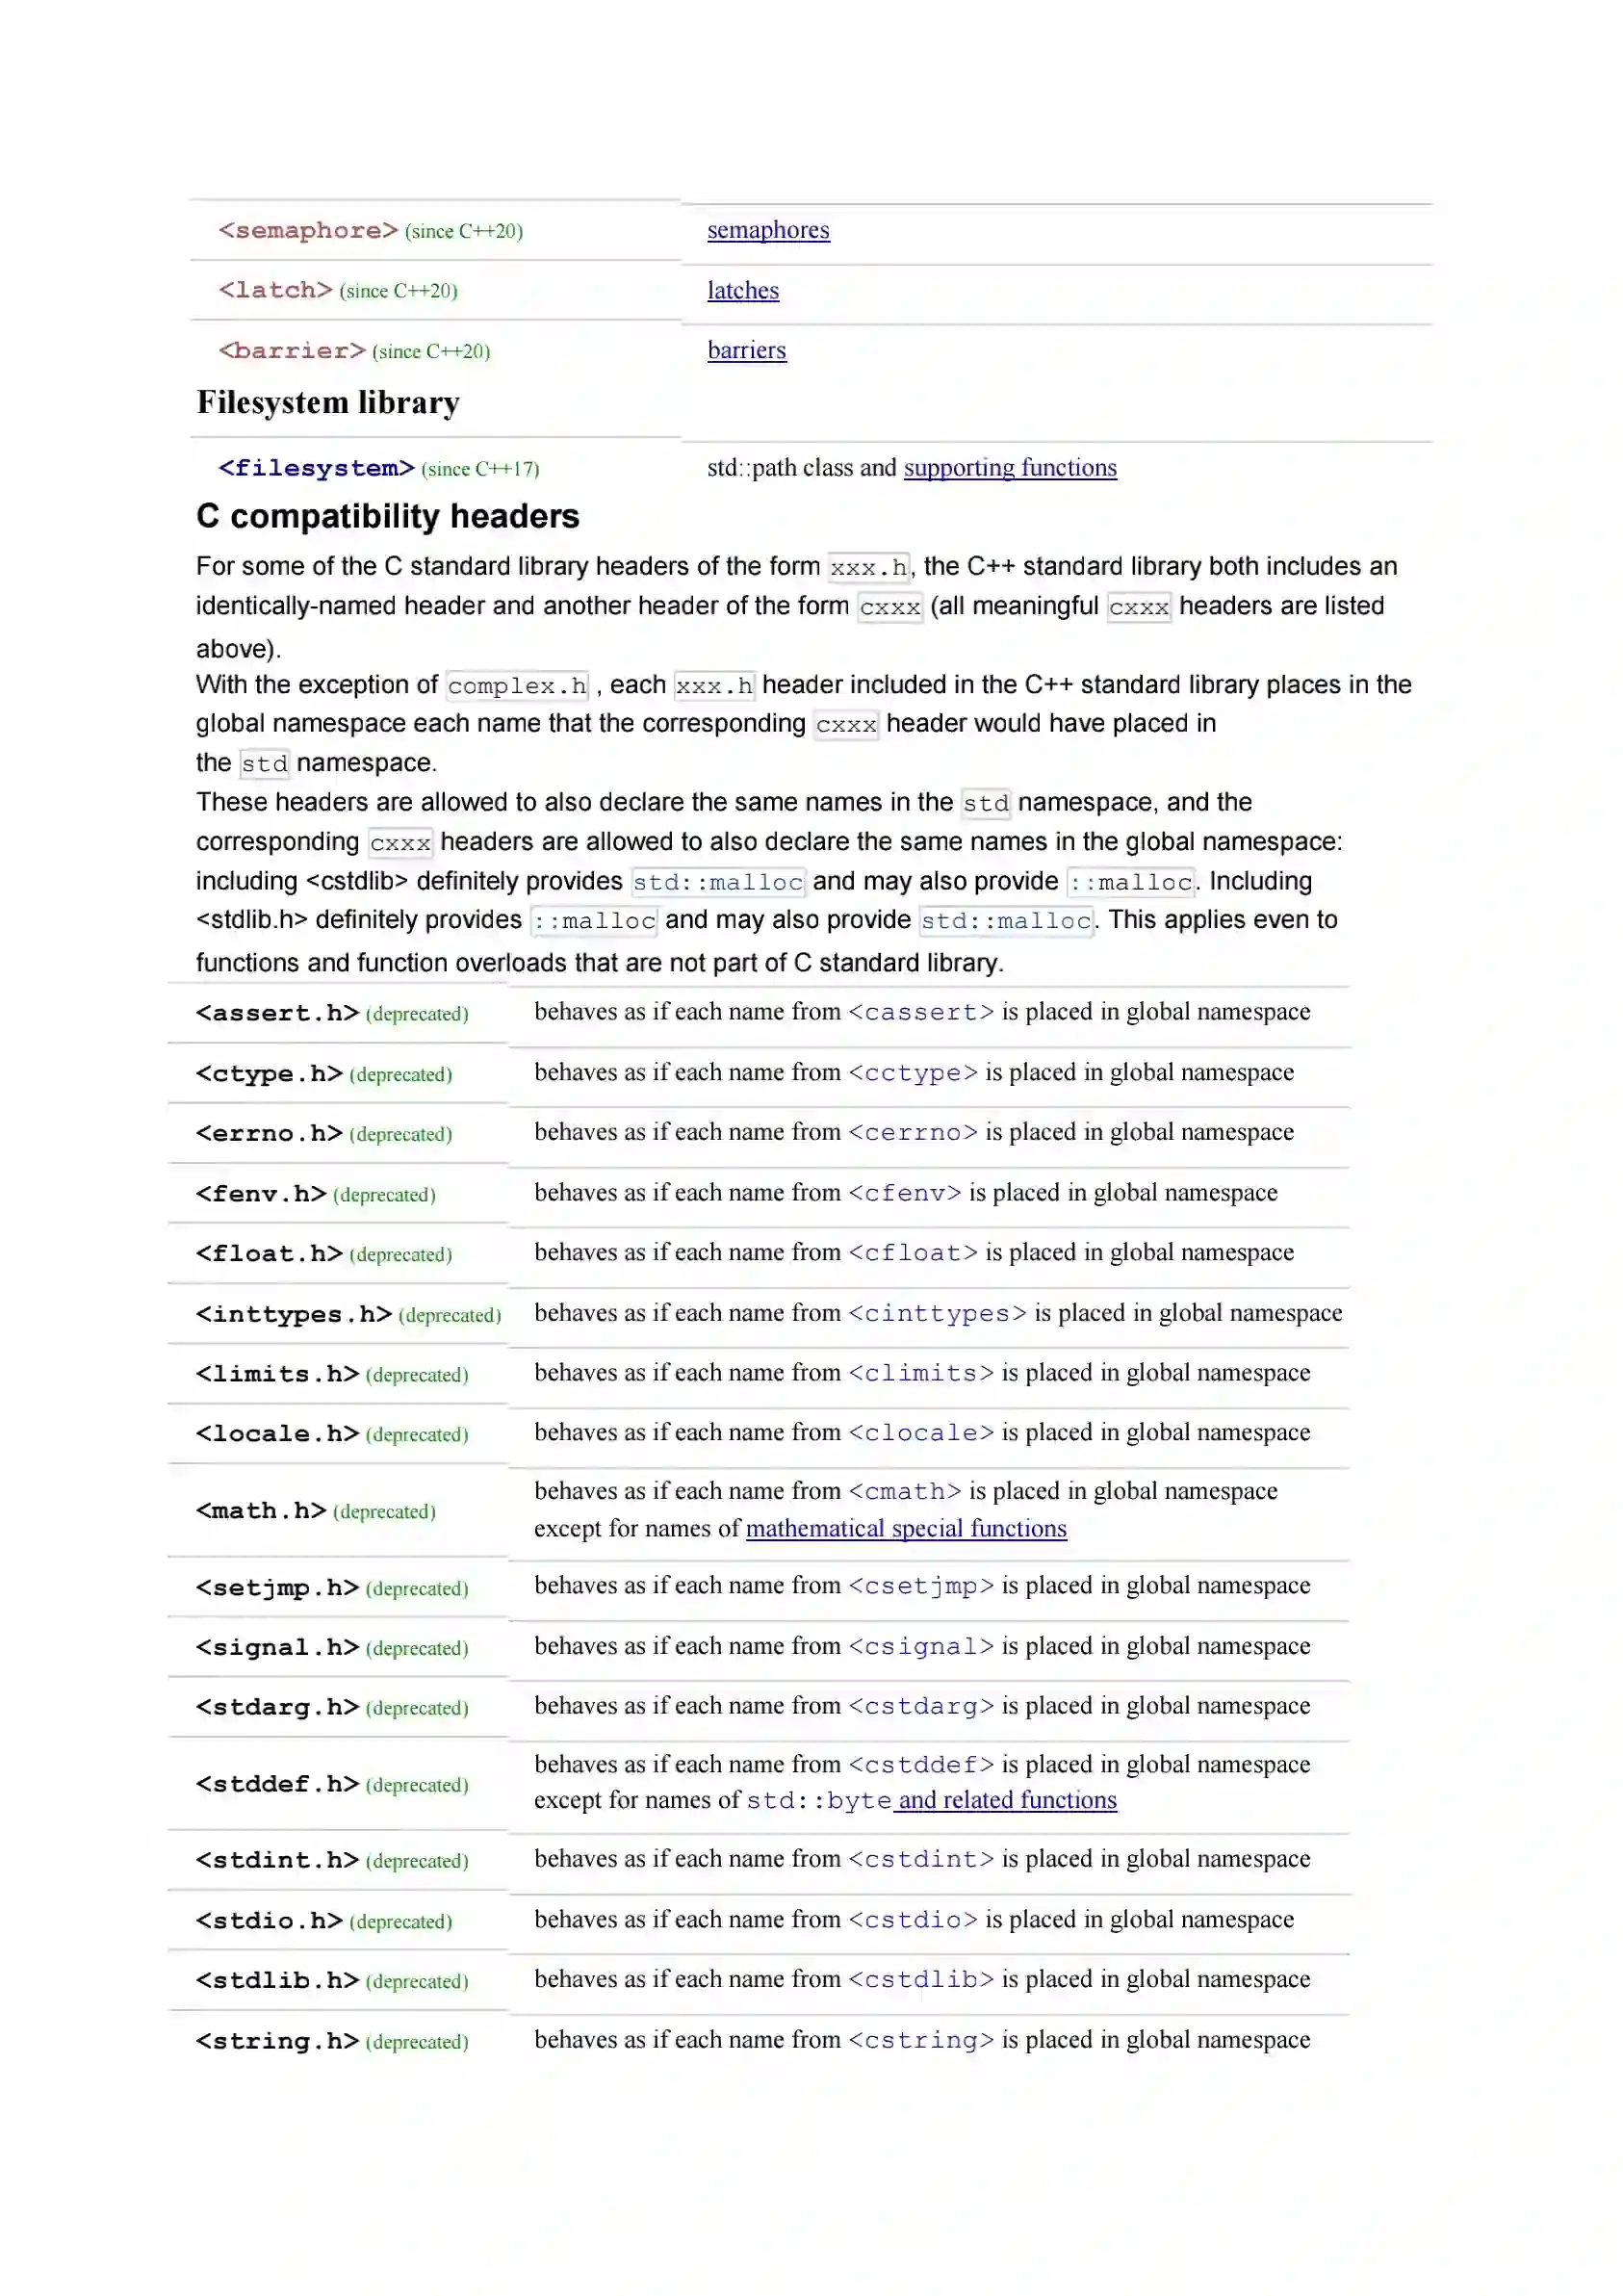 <semaphore> (since C++20) semaphores
<latch> (since C++20) latches
<barrier> (since C++20) barriers
Filesystem library
<filesystem> (since C++17) std::path class and supporting functions
C compatibility headers
For some of the C standard library headers of the form xxx.h, the C++ standard library both includes an
identically-named header and another header of the form cxxx (all meaningful cxxx headers are listed
above).
With the exception of complex.h , each xxx.h header included in the C++ standard library places in the
global namespace each name that the corresponding cxxx header would have placed in
the std namespace.
These headers are allowed to also declare the same names in the std namespace, and the
corresponding cxxx headers are allowed to also declare the same names in the global namespace:
including <cstdlib> definitely provides std::malloc and may also provide ::malloc. Including
<stdlib.h> definitely provides ::malloc and may also provide std::malloc. This applies even to
functions and function overloads that are not part of C standard library.
<assert.h> (deprecated) behaves as if each name from <cassert> is placed in global namespace
<ctype.h> (deprecated) behaves as if each name from <cctype> is placed in global namespace
<errno.h> (deprecated) behaves as if each name from <cerrno> is placed in global namespace
<fenv.h> (deprecated) behaves as if each name from <cfenv> is placed in global namespace
<float.h> (deprecated) behaves as if each name from <cfloat> is placed in global namespace
<inttypes.h> (deprecated) behaves as if each name from <cinttypes> is placed in global namespace
<limits.h> (deprecated) behaves as if each name from <climits> is placed in global namespace
<locale.h> (deprecated) behaves as if each name from <clocale> is placed in global namespace
<math.h> (deprecated) behaves as if each name from <cmath> is placed in global namespace
except for names of mathematical special functions
<setjmp.h> (deprecated) behaves as if each name from <csetjmp> is placed in global namespace
<signal.h> (deprecated) behaves as if each name from <csignal> is placed in global namespace
<stdarg.h> (deprecated) behaves as if each name from <cstdarg> is placed in global namespace
<stddef.h> (deprecated) behaves as if each name from <cstddef> is placed in global namespace
except for names of std::byte and related functions
<stdint.h> (deprecated) behaves as if each name from <cstdint> is placed in global namespace
<stdio.h> (deprecated) behaves as if each name from <cstdio> is placed in global namespace
<stdlib.h> (deprecated) behaves as if each name from <cstdlib> is placed in global namespace
<string.h> (deprecated) behaves as if each name from <cstring> is placed in global namespace